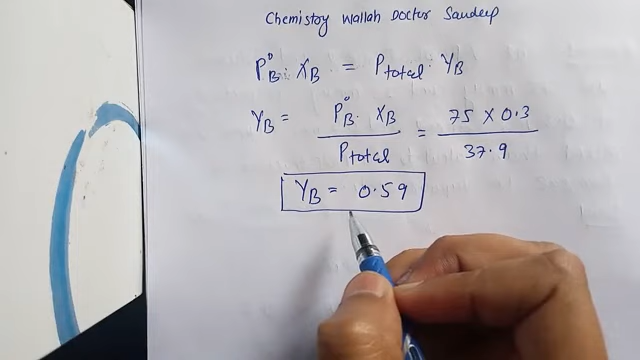 Chemistry Wallah Doctor Sandeep
P°B · XB = Ptotal · YB
YB = P°B · XB / Ptotal = 75 × 0.3 / 37.9
YB = 0.59